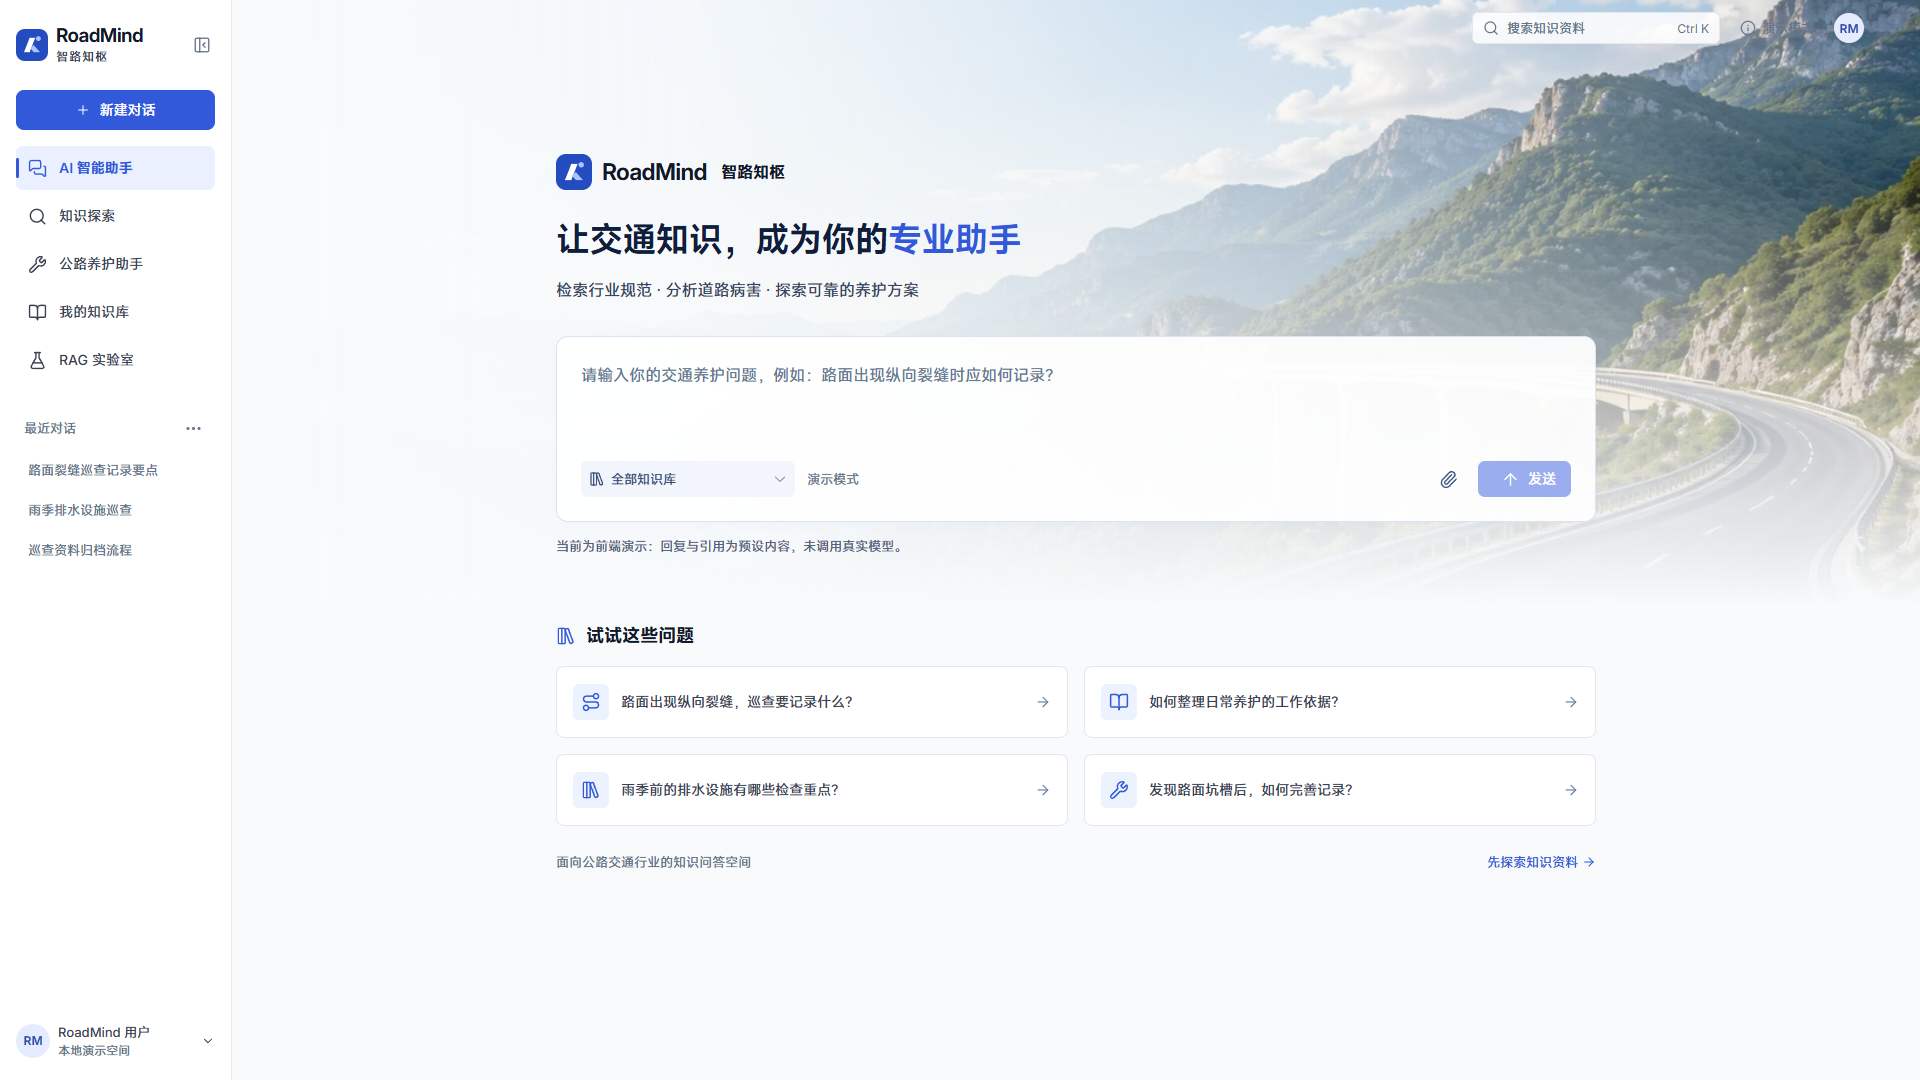 RoadMind
智路知枢
新建对话
AI 智能助手
知识探索
公路养护助手
我的知识库
RAG 实验室
最近对话
路面裂缝巡查记录要点
雨季排水设施巡查
巡查资料归档流程
RM
RoadMind 用户
本地演示空间
搜索知识资料 Ctrl K
RM
RoadMind 智路知枢
让交通知识，成为你的专业助手
检索行业规范 · 分析道路病害 · 探索可靠的养护方案
请输入你的交通养护问题，例如：路面出现纵向裂缝时应如何记录？
全部知识库
演示模式
发送
当前为前端演示：回复与引用为预设内容，未调用真实模型。
试试这些问题
路面出现纵向裂缝，巡查要记录什么？
如何整理日常养护的工作依据？
雨季前的排水设施有哪些检查重点？
发现路面坑槽后，如何完善记录？
面向公路交通行业的知识问答空间
先探索知识资料